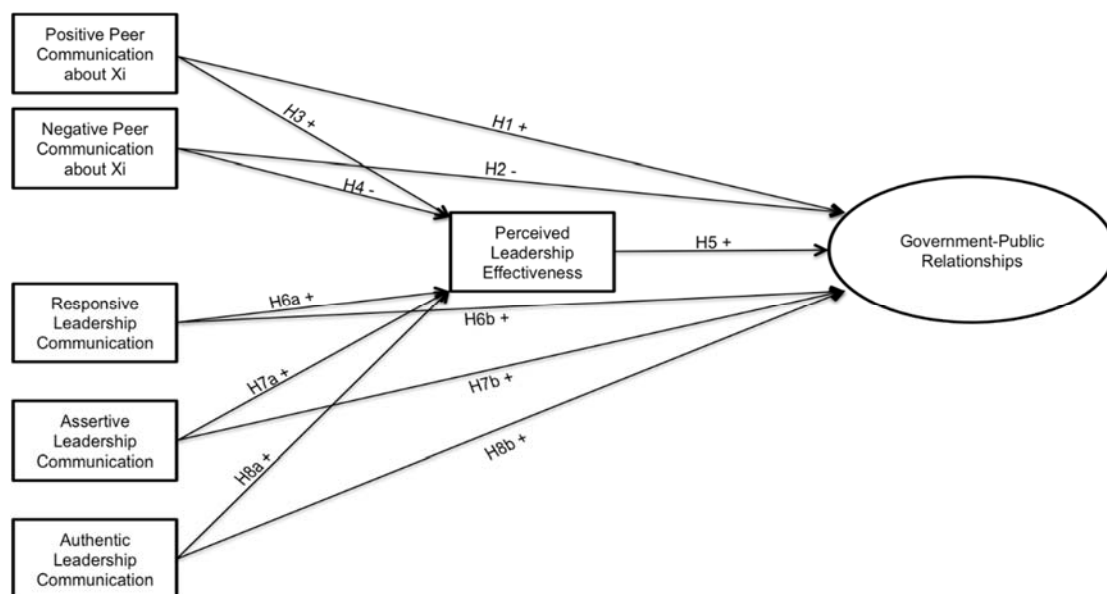 Positive Peer
Communication
about Xi
Negative Peer
Communication
about Xi
H3 +
H1 +
H4 -
H2 -
Perceived
Leadership
Effectiveness
H5 +
Government-Public
Relationships
Responsive
Leadership
Communication
H6a +
H6b +
H7a +
H7b +
Assertive
Leadership
Communication
H8a +
H8b +
Authentic
Leadership
Communication